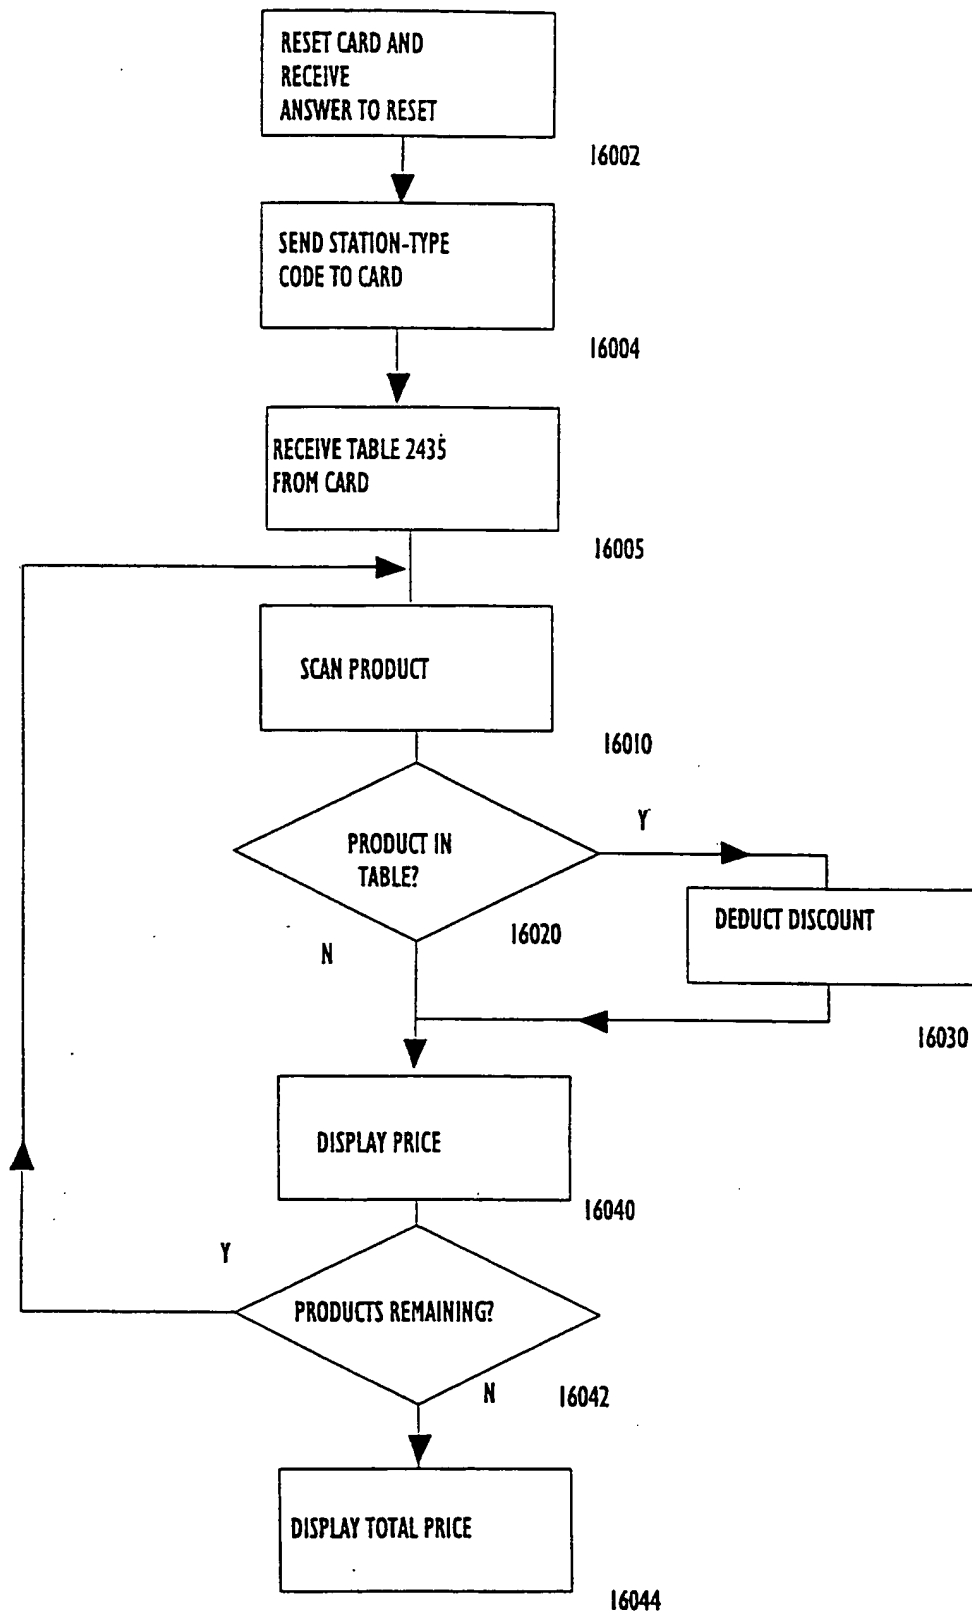 RESET CARD AND
RECEIVE
ANSWER TO RESET
16002
SEND STATION-TYPE
CODE TO CARD
16004
RECEIVE TABLE 2435
FROM CARD
16005
SCAN PRODUCT
16010
PRODUCT IN
TABLE?
Y
16020
N
DEDUCT DISCOUNT
16030
DISPLAY PRICE
16040
Y
PRODUCTS REMAINING?
N
16042
DISPLAY TOTAL PRICE
16044